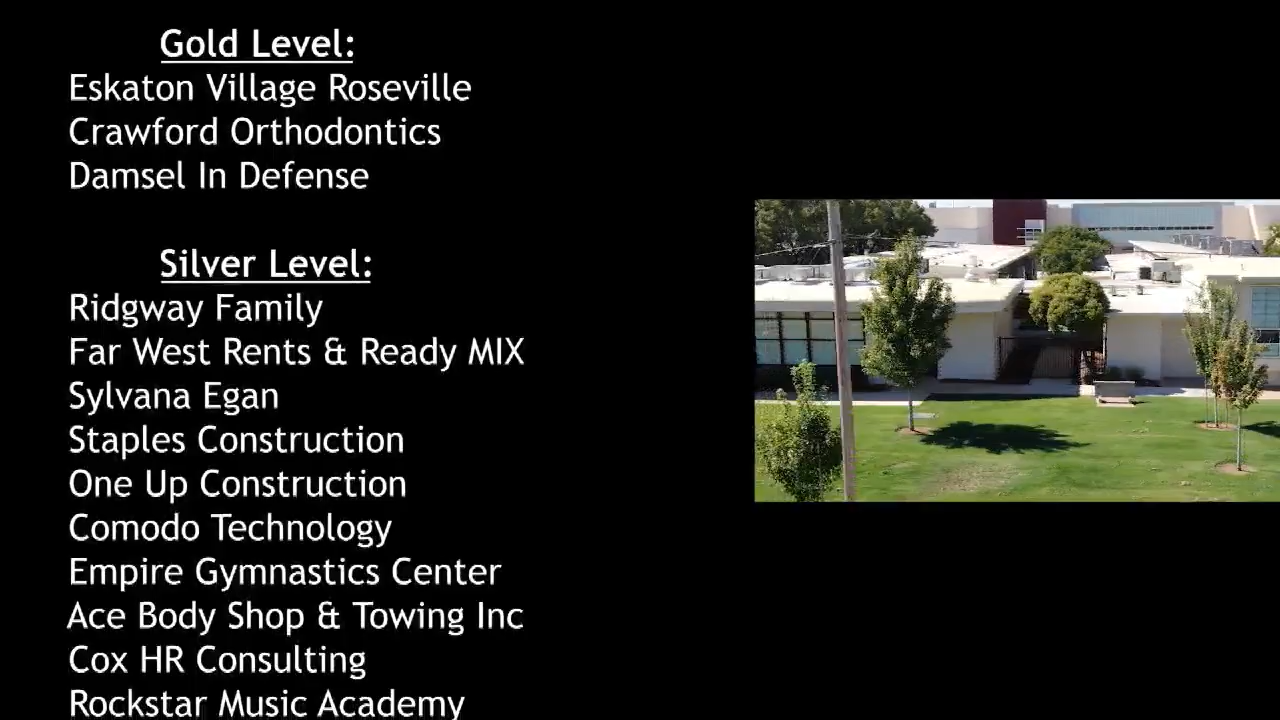 Gold Level:
Eskaton Village Roseville
Crawford Orthodontics
Damsel In Defense
Silver Level:
Ridgway Family
Far West Rents & Ready MIX
Sylvana Egan
Staples Construction
One Up Construction
Comodo Technology
Empire Gymnastics Center
Ace Body Shop & Towing Inc
Cox HR Consulting
Rockstar Music Academy